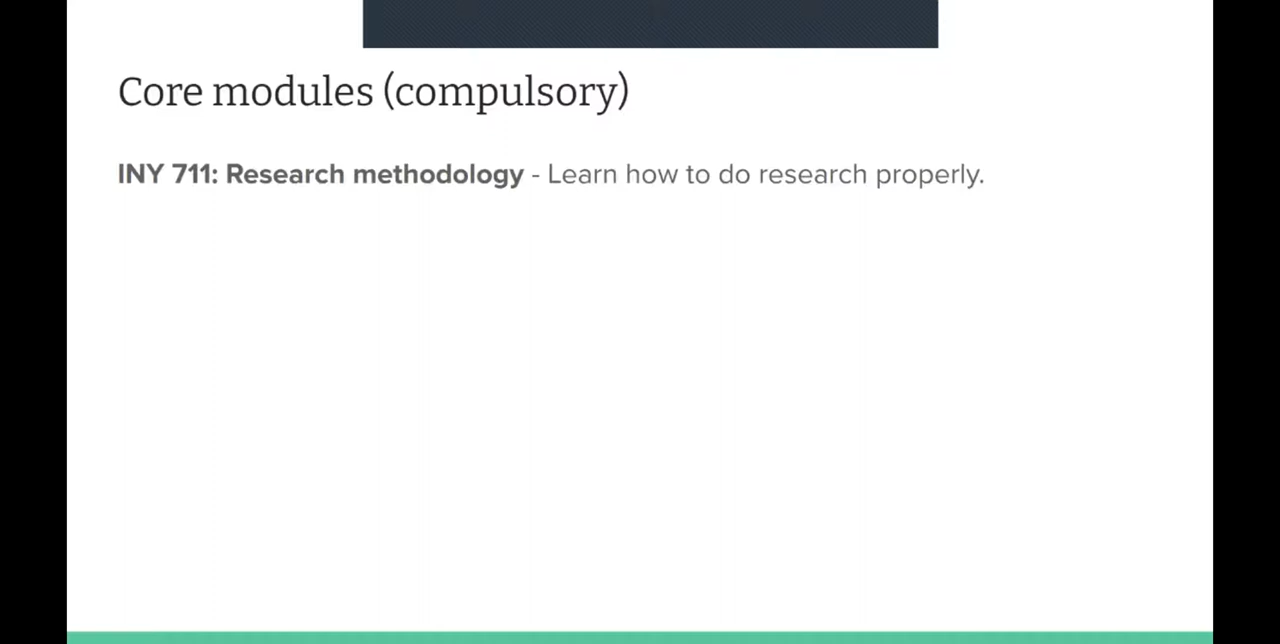 Core modules (compulsory)
INY 711: Research methodology - Learn how to do research properly.